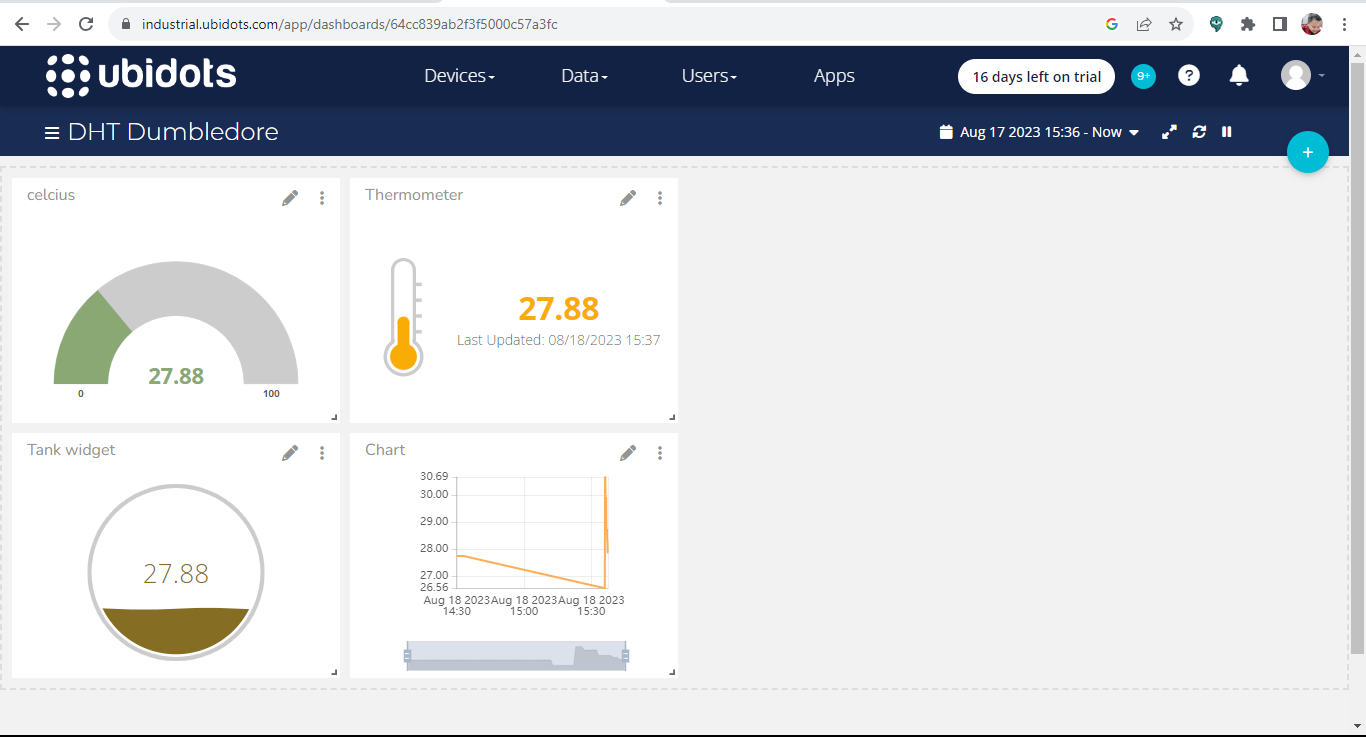 industrial.ubidots.com/app/dashboards/64cc839ab2f3f5000c57a3fc
ubidots
Devices
Data
Users
Apps
16 days left on trial
9+
?
DHT Dumbledore
Aug 17 2023 15:36 - Now
+
celcius
27.88
0
100
Thermometer
27.88
Last Updated: 08/18/2023 15:37
Tank widget
27.88
Chart
30.69
30.00
29.00
28.00
27.00
26.56
Aug 18 2023 Aug 18 2023 Aug 18 2023
14:30 15:00 15:30